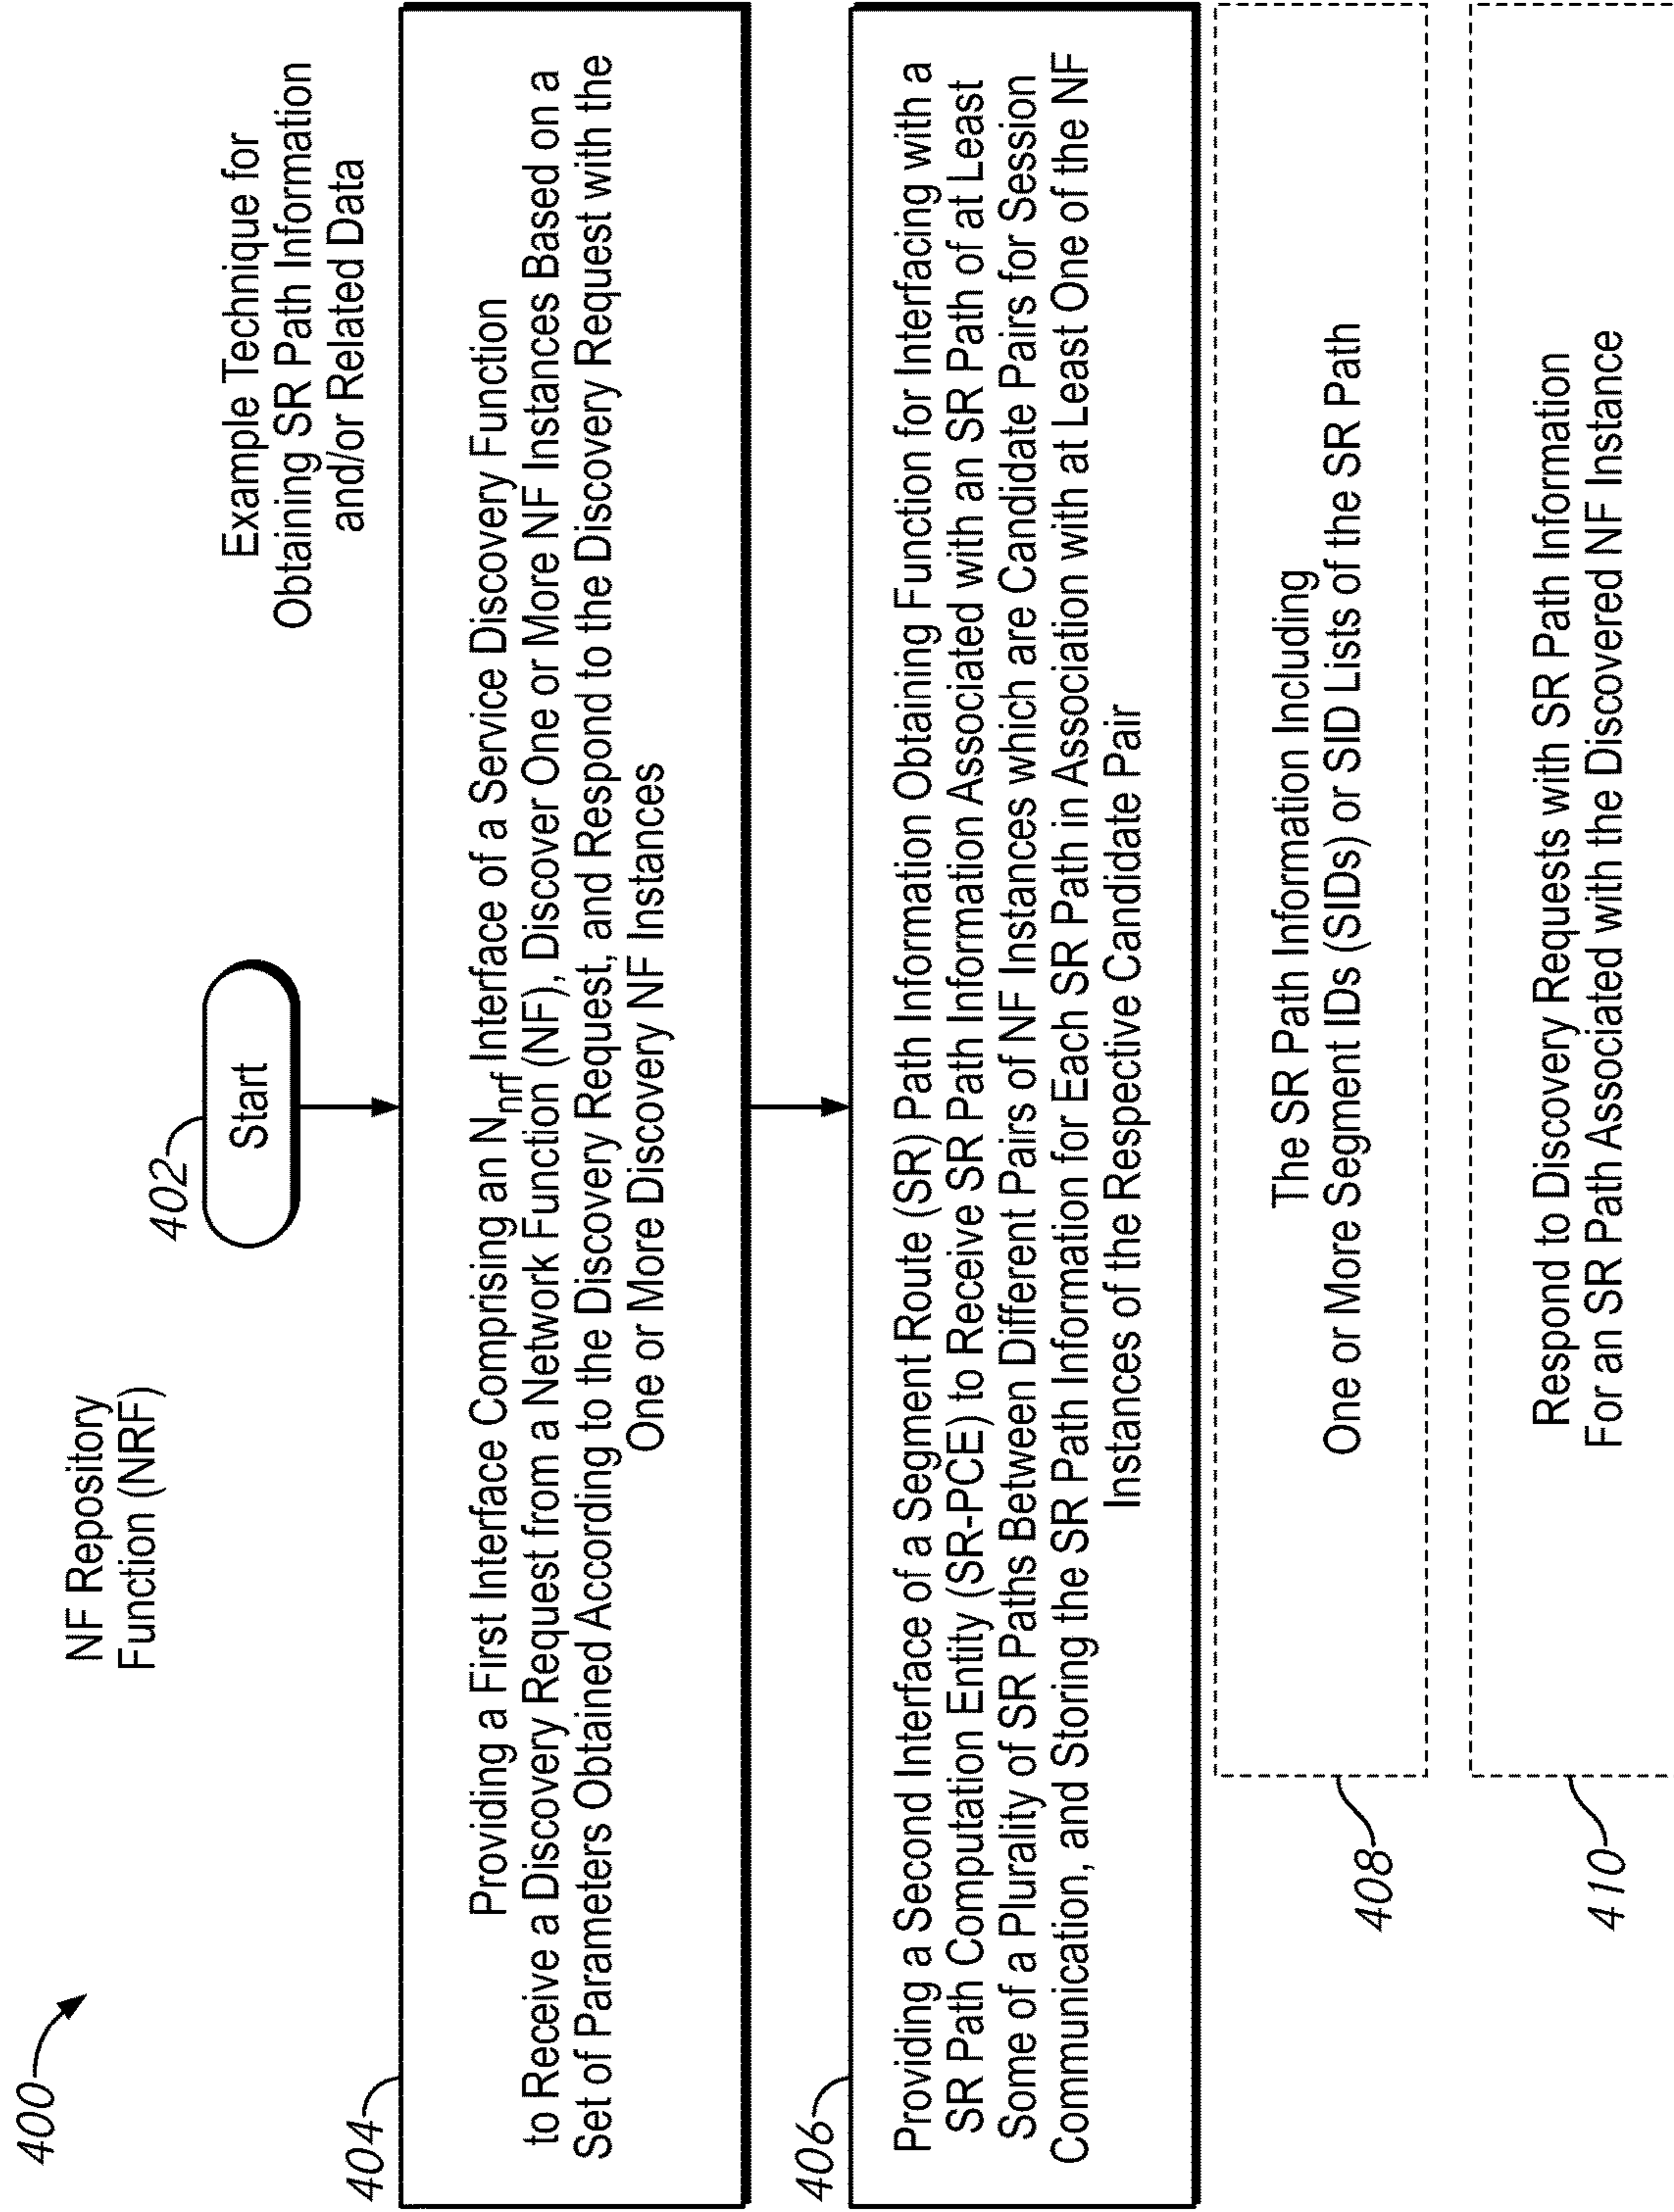 400
NF Repository
Function (NRF)
Example Technique for
Obtaining SR Path Information
and/or Related Data
402
Start
404
Providing a First Interface Comprising an Nnrf Interface of a Service Discovery Function
to Receive a Discovery Request from a Network Function (NF), Discover One or More NF Instances Based on a
Set of Parameters Obtained According to the Discovery Request, and Respond to the Discovery Request with the
One or More Discovery NF Instances
406
Providing a Second Interface of a Segment Route (SR) Path Information Obtaining Function for Interfacing with a
SR Path Computation Entity (SR-PCE) to Receive SR Path Information Associated with an SR Path of at Least
Some of a Plurality of SR Paths Between Different Pairs of NF Instances which are Candidate Pairs for Session
Communication, and Storing the SR Path Information for Each SR Path in Association with at Least One of the NF
Instances of the Respective Candidate Pair
408
The SR Path Information Including
One or More Segment IDs (SIDs) or SID Lists of the SR Path
410
Respond to Discovery Requests with SR Path Information
For an SR Path Associated with the Discovered NF Instance